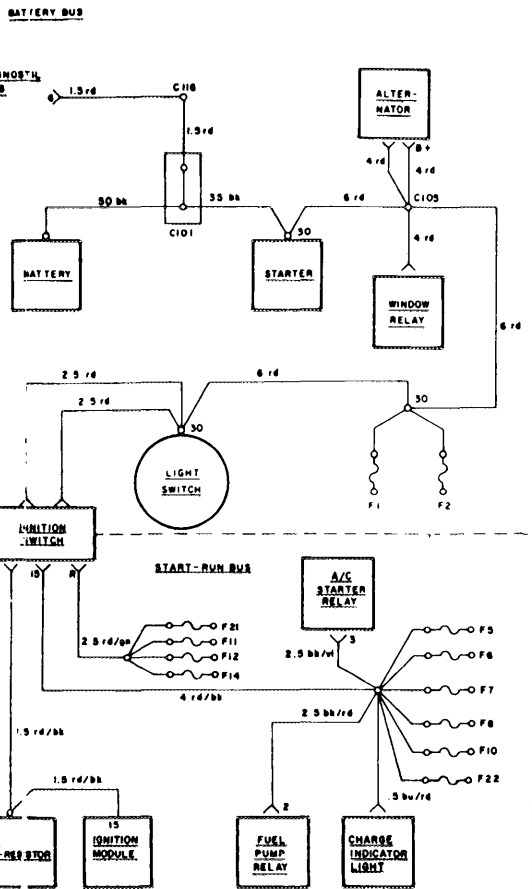 BATTERY BUS
6
1.5 rd
C116
ALTER-
NATOR
1.5 rd
B+
4 rd
4 rd
50 bk
35 bk
6 rd
C105
C101
30
4 rd
BATTERY
STARTER
WINDOW
RELAY
6 rd
2 5 rd
6 rd
2 5 rd
30
30
LIGHT
SWITCH
F1
F2
IGNITION
SWITCH
15
R
START-RUN BUS
A/C
STARTER
RELAY
F21
2 5 rd/gn
F11
F12
F14
3
2.5 bk/vl
F5
F6
4 rd/bk
F7
2 5 bk/rd
F8
1.5 rd/bk
F10
F22
1.5 rd/bk
.5 bu/rd
15
2
IGNITION
MODULE
FUEL
PUMP
RELAY
CHARGE
INDICATOR
LIGHT